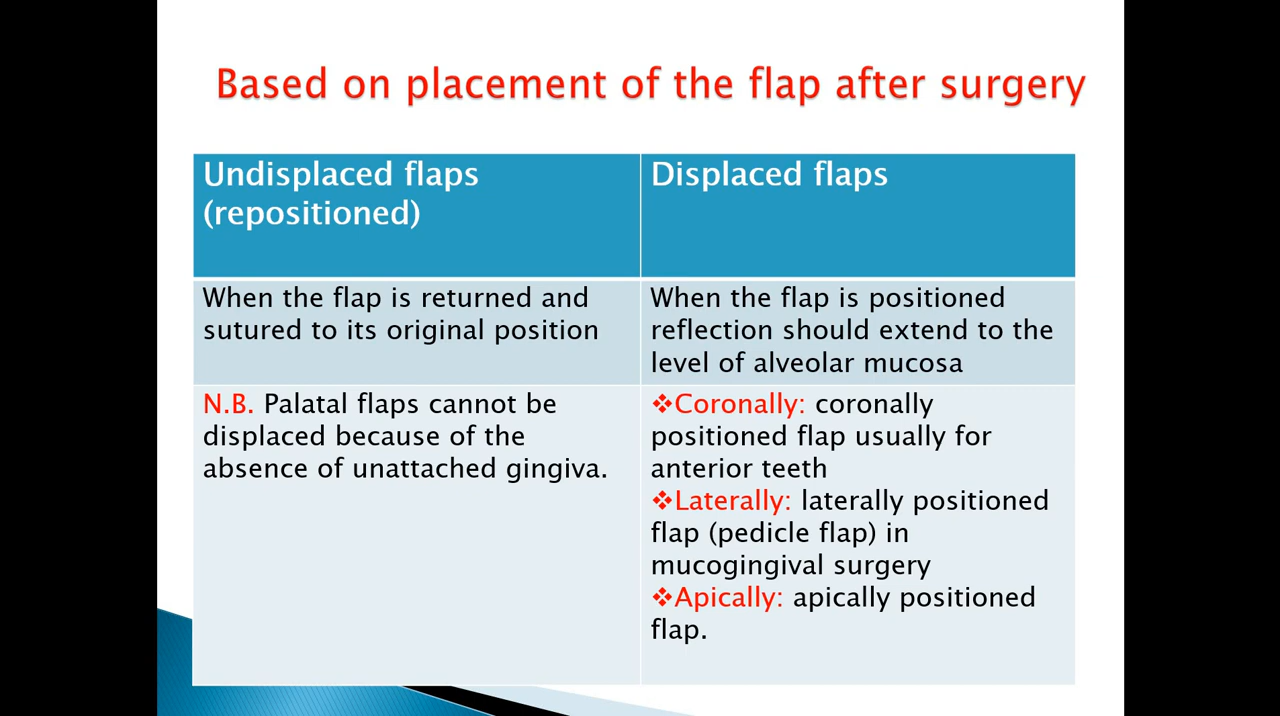 Based on placement of the flap after surgery
Undisplaced flaps
(repositioned)
Displaced flaps
When the flap is returned and
sutured to its original position
When the flap is positioned
reflection should extend to the
level of alveolar mucosa
N.B. Palatal flaps cannot be
displaced because of the
absence of unattached gingiva.
❖Coronally: coronally
positioned flap usually for
anterior teeth
❖Laterally: laterally positioned
flap (pedicle flap) in
mucogingival surgery
❖Apically: apically positioned
flap.